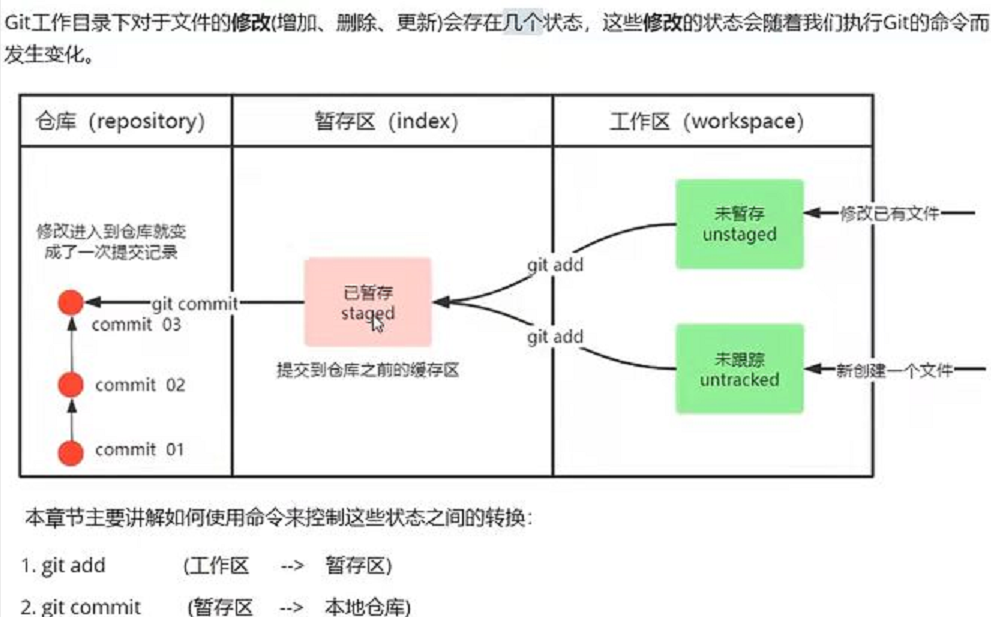 Git工作目录下对于文件的修改(增加、删除、更新)会存在几个状态，这些修改的状态会随着我们执行Git的命令而
发生变化。
仓库（repository）
暂存区（index）
工作区（workspace）
修改进入到仓库就变
成了一次提交记录
git commit
commit 03
commit 02
commit 01
已暂存
staged
提交到仓库之前的缓存区
git add
git add
未暂存
unstaged
修改已有文件
未跟踪
untracked
新创建一个文件
本章节主要讲解如何使用命令来控制这些状态之间的转换：
1. git add (工作区 --> 暂存区)
2. git commit (暂存区 --> 本地仓库)